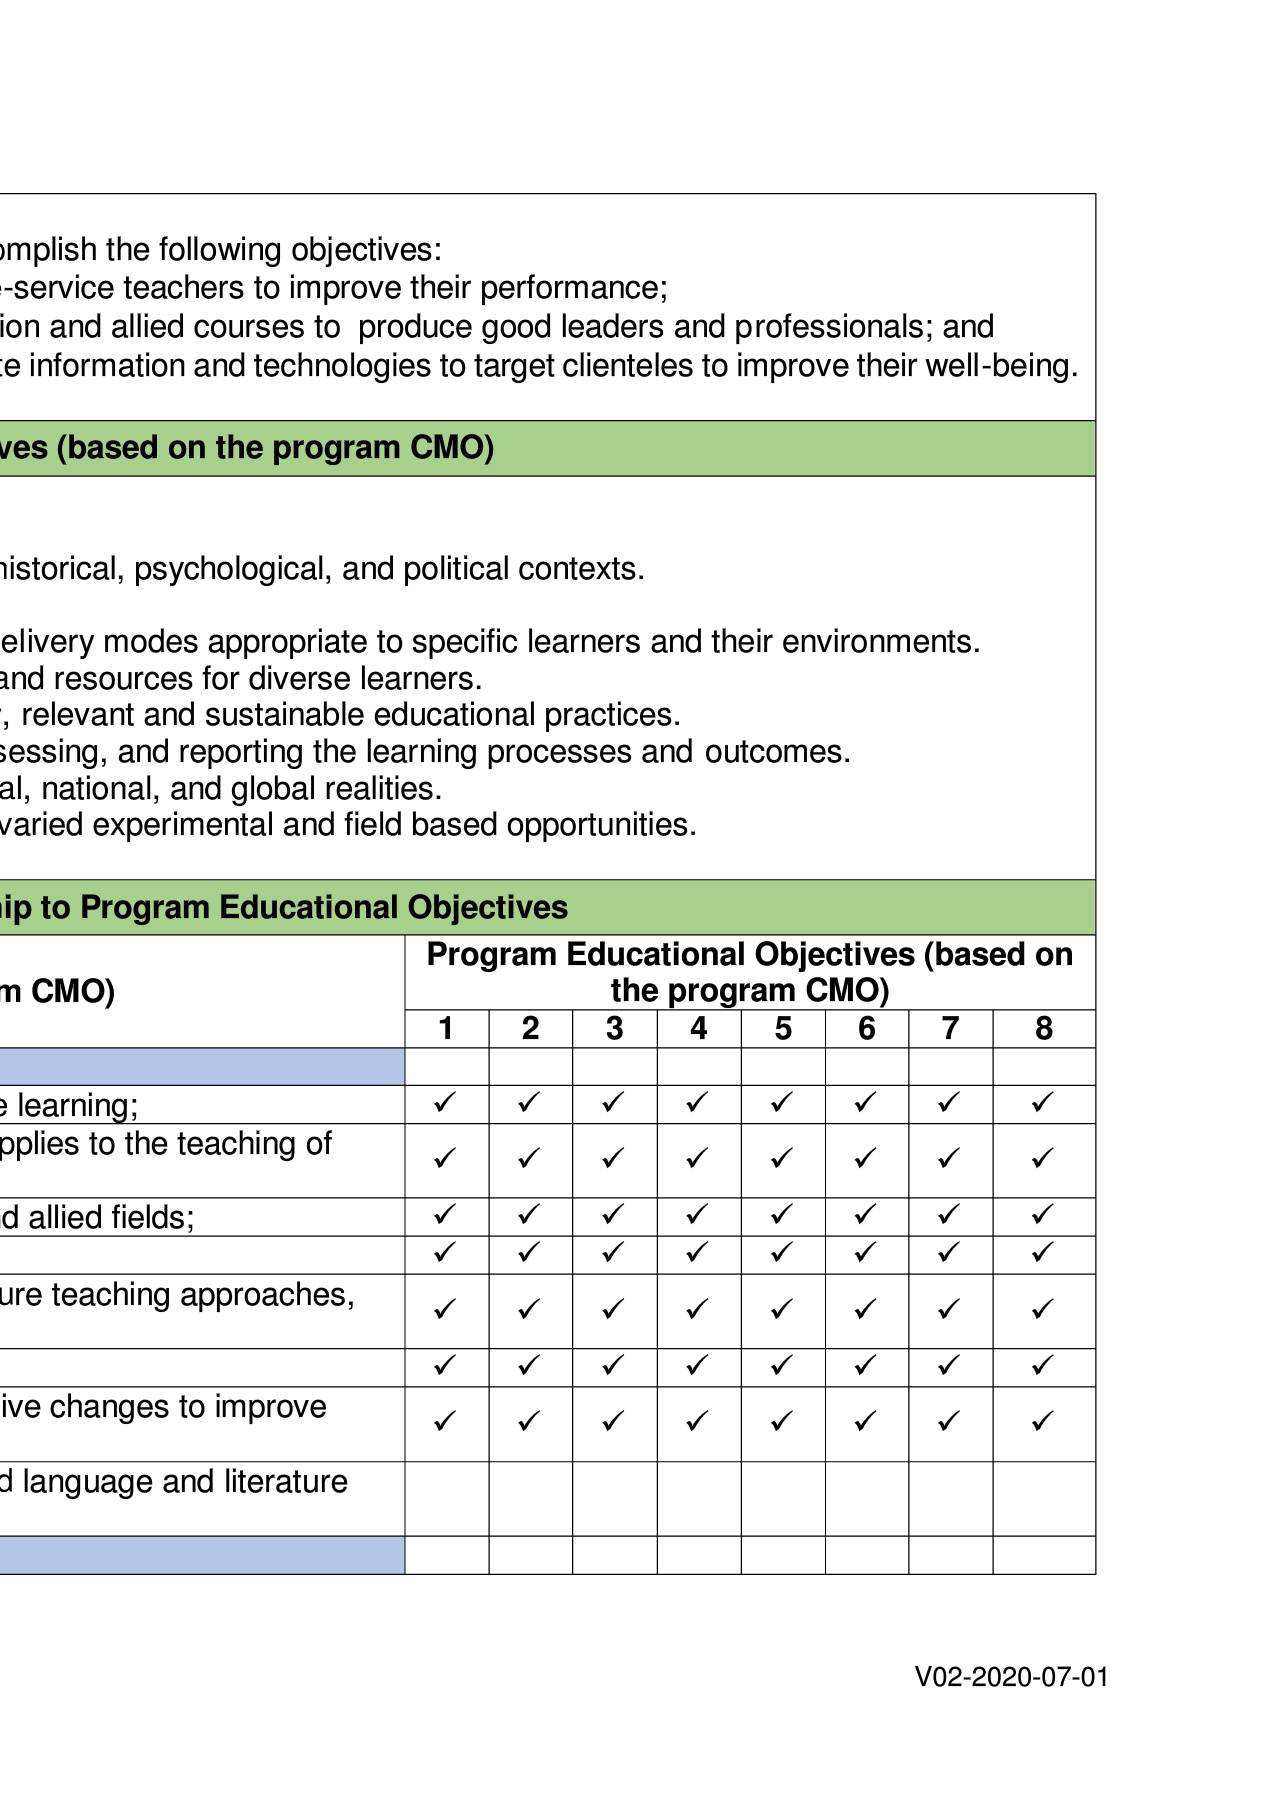 omplish the following objectives:
-service teachers to improve their performance;
ion and allied courses to produce good leaders and professionals; and
te information and technologies to target clienteles to improve their well-being.
ves (based on the program CMO)
historical, psychological, and political contexts.
elivery modes appropriate to specific learners and their environments.
and resources for diverse learners.
, relevant and sustainable educational practices.
sessing, and reporting the learning processes and outcomes.
al, national, and global realities.
varied experimental and field based opportunities.
ip to Program Educational Objectives
m CMO)
Program Educational Objectives (based on
the program CMO)
1 2 3 4 5 6 7 8
e learning; ✓ ✓ ✓ ✓ ✓ ✓ ✓ ✓
pplies to the teaching of
✓ ✓ ✓ ✓ ✓ ✓ ✓ ✓
d allied fields; ✓ ✓ ✓ ✓ ✓ ✓ ✓ ✓
✓ ✓ ✓ ✓ ✓ ✓ ✓ ✓
ure teaching approaches,
✓ ✓ ✓ ✓ ✓ ✓ ✓ ✓
✓ ✓ ✓ ✓ ✓ ✓ ✓ ✓
ive changes to improve
✓ ✓ ✓ ✓ ✓ ✓ ✓ ✓
d language and literature
V02-2020-07-01